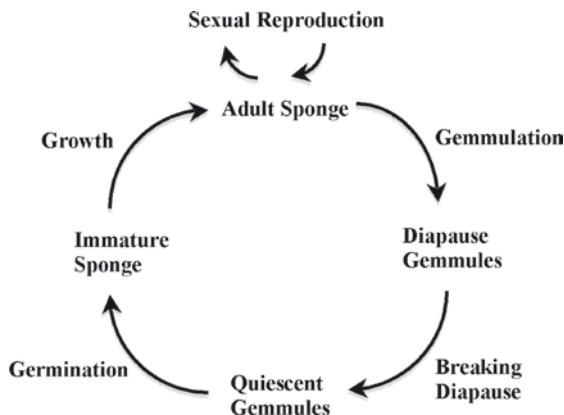 Sexual Reproduction
Adult Sponge
Growth
Gemmulation
Immature
Sponge
Diapause
Gemmules
Germination
Breaking
Diapause
Quiescent
Gemmules